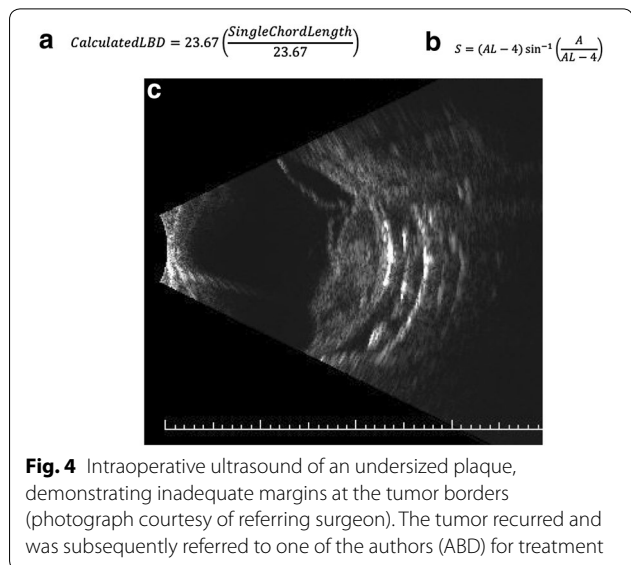 a CalculatedLBD = 23.67 (SingleChordLength / 23.67) b S = (AL − 4) sin⁻¹ (A / AL − 4)
c
Fig. 4 Intraoperative ultrasound of an undersized plaque,
demonstrating inadequate margins at the tumor borders
(photograph courtesy of referring surgeon). The tumor recurred and
was subsequently referred to one of the authors (ABD) for treatment